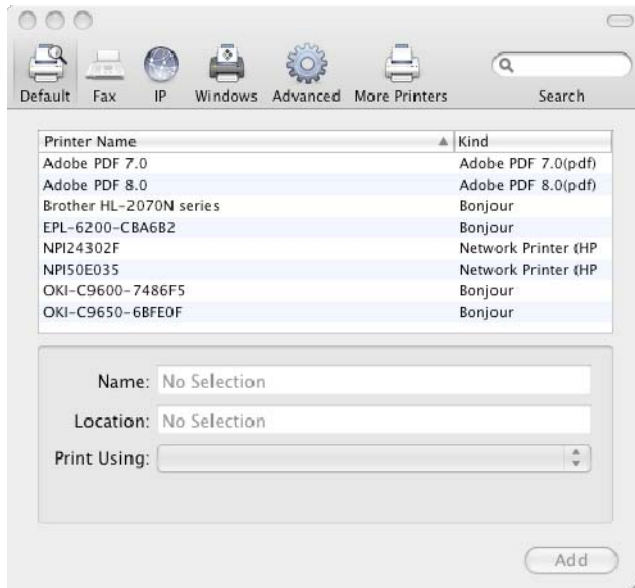 Default Fax IP Windows Advanced More Printers Search
Printer Name Kind
Adobe PDF 7.0 Adobe PDF 7.0(pdf)
Adobe PDF 8.0 Adobe PDF 8.0(pdf)
Brother HL-2070N series Bonjour
EPL-6200-CBA6B2 Bonjour
NPI24302F Network Printer (HP
NPI50E035 Network Printer (HP
OKI-C9600-7486F5 Bonjour
OKI-C9650-6BFE0F Bonjour
Name: No Selection
Location: No Selection
Print Using:
Add